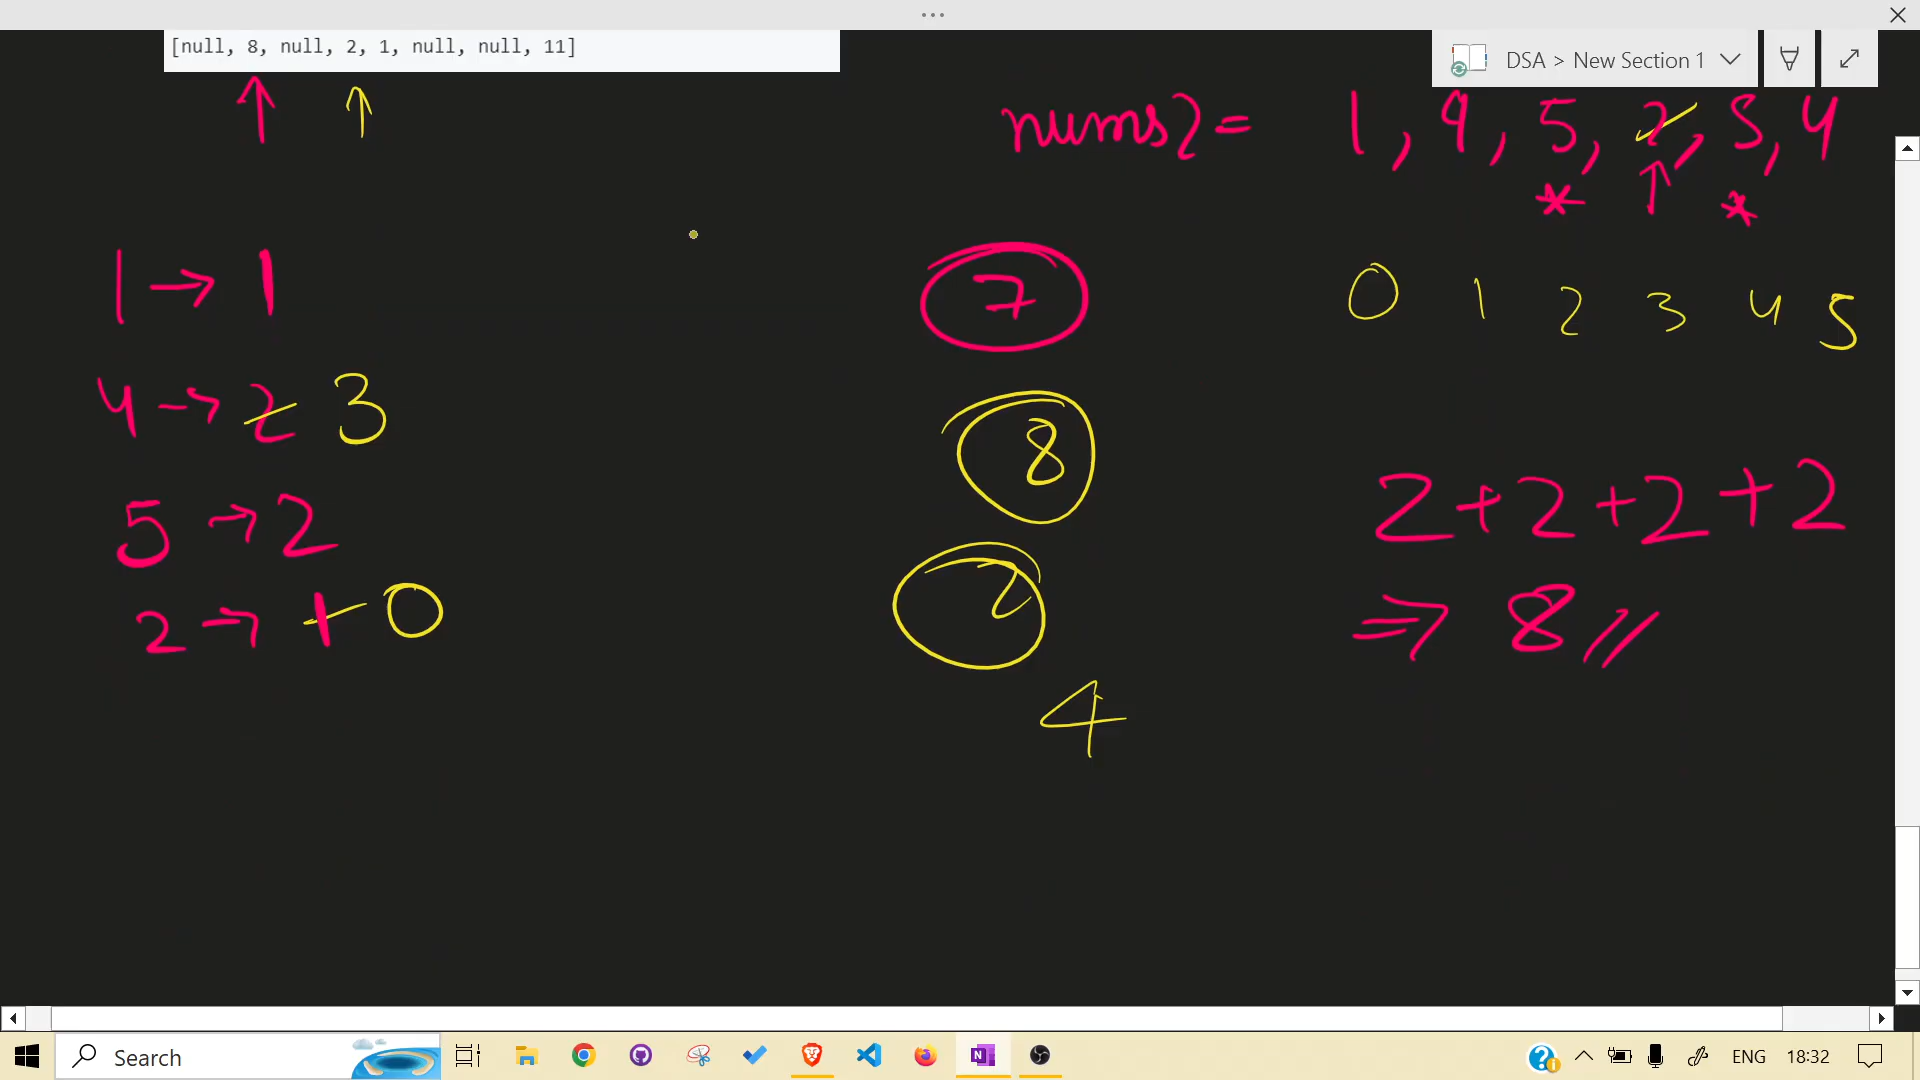 [null, 8, null, 2, 1, null, null, 11]
DSA > New Section 1
nums2 = 1, 4, 5, 2, 5, 4
* *
0 1 2 3 4 5
1 → 1
4 → 2 3
5 → 2
2 → 1 0
7
8
2
4
2+2+2+2
⇒ 8 //
Search
ENG
18:32